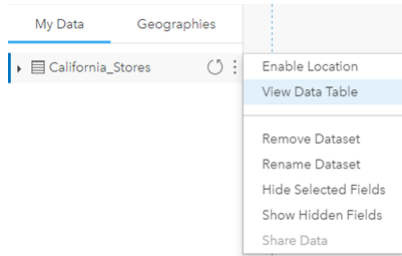 My Data
Geographies
California_Stores
Enable Location
View Data Table
Remove Dataset
Rename Dataset
Hide Selected Fields
Show Hidden Fields
Share Data